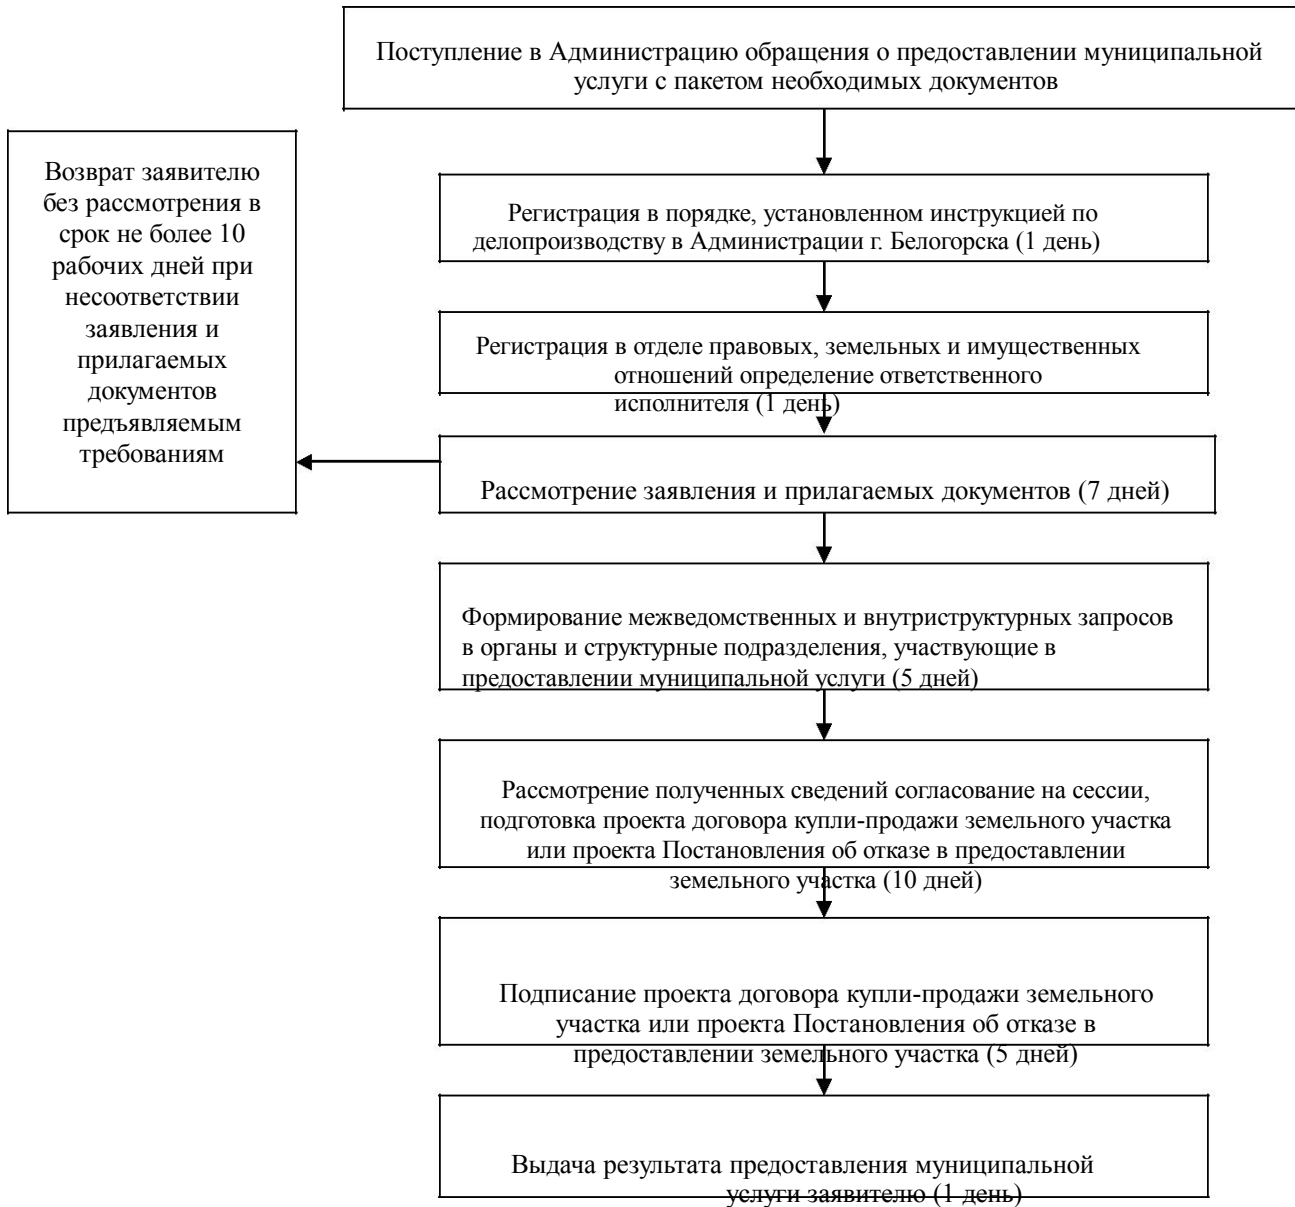 Поступление в Администрацию обращения о предоставлении муниципальной
услуги с пакетом необходимых документов
Возврат заявителю
без рассмотрения в
срок не более 10
рабочих дней при
несоответствии
заявления и
прилагаемых
документов
предъявляемым
требованиям
Регистрация в порядке, установленном инструкцией по
делопроизводству в Администрации г. Белогорска (1 день)
Регистрация в отделе правовых, земельных и имущественных
отношений определение ответственного
исполнителя (1 день)
Рассмотрение заявления и прилагаемых документов (7 дней)
Формирование межведомственных и внутриструктурных запросов
в органы и структурные подразделения, участвующие в
предоставлении муниципальной услуги (5 дней)
Рассмотрение полученных сведений согласование на сессии,
подготовка проекта договора купли-продажи земельного участка
или проекта Постановления об отказе в предоставлении
земельного участка (10 дней)
Подписание проекта договора купли-продажи земельного
участка или проекта Постановления об отказе в
предоставлении земельного участка (5 дней)
Выдача результата предоставления муниципальной
услуги заявителю (1 день)